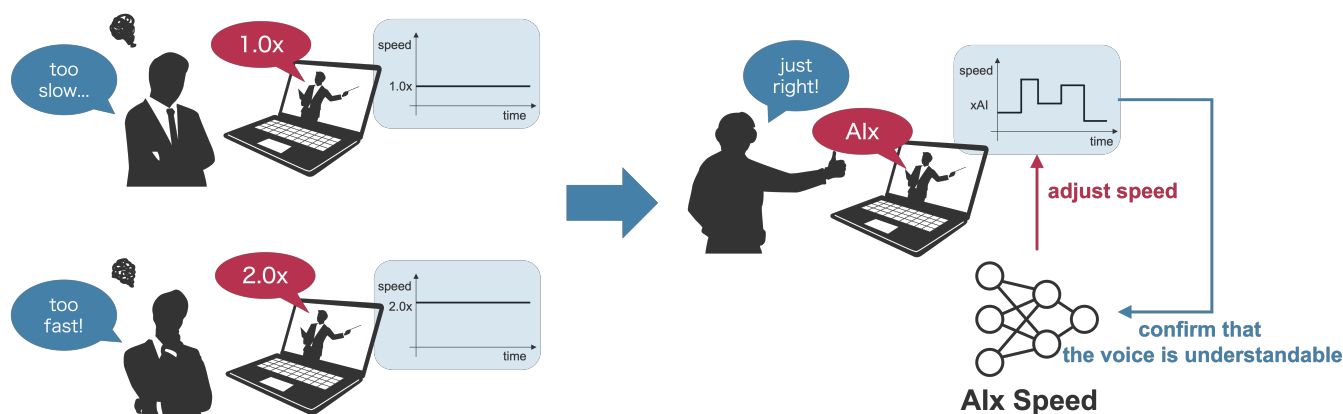 too
slow...
1.0x
speed
1.0x
time
too
fast!
2.0x
speed
2.0x
time
just
right!
AIx
speed
xAI
time
adjust speed
confirm that
the voice is understandable
AIx Speed